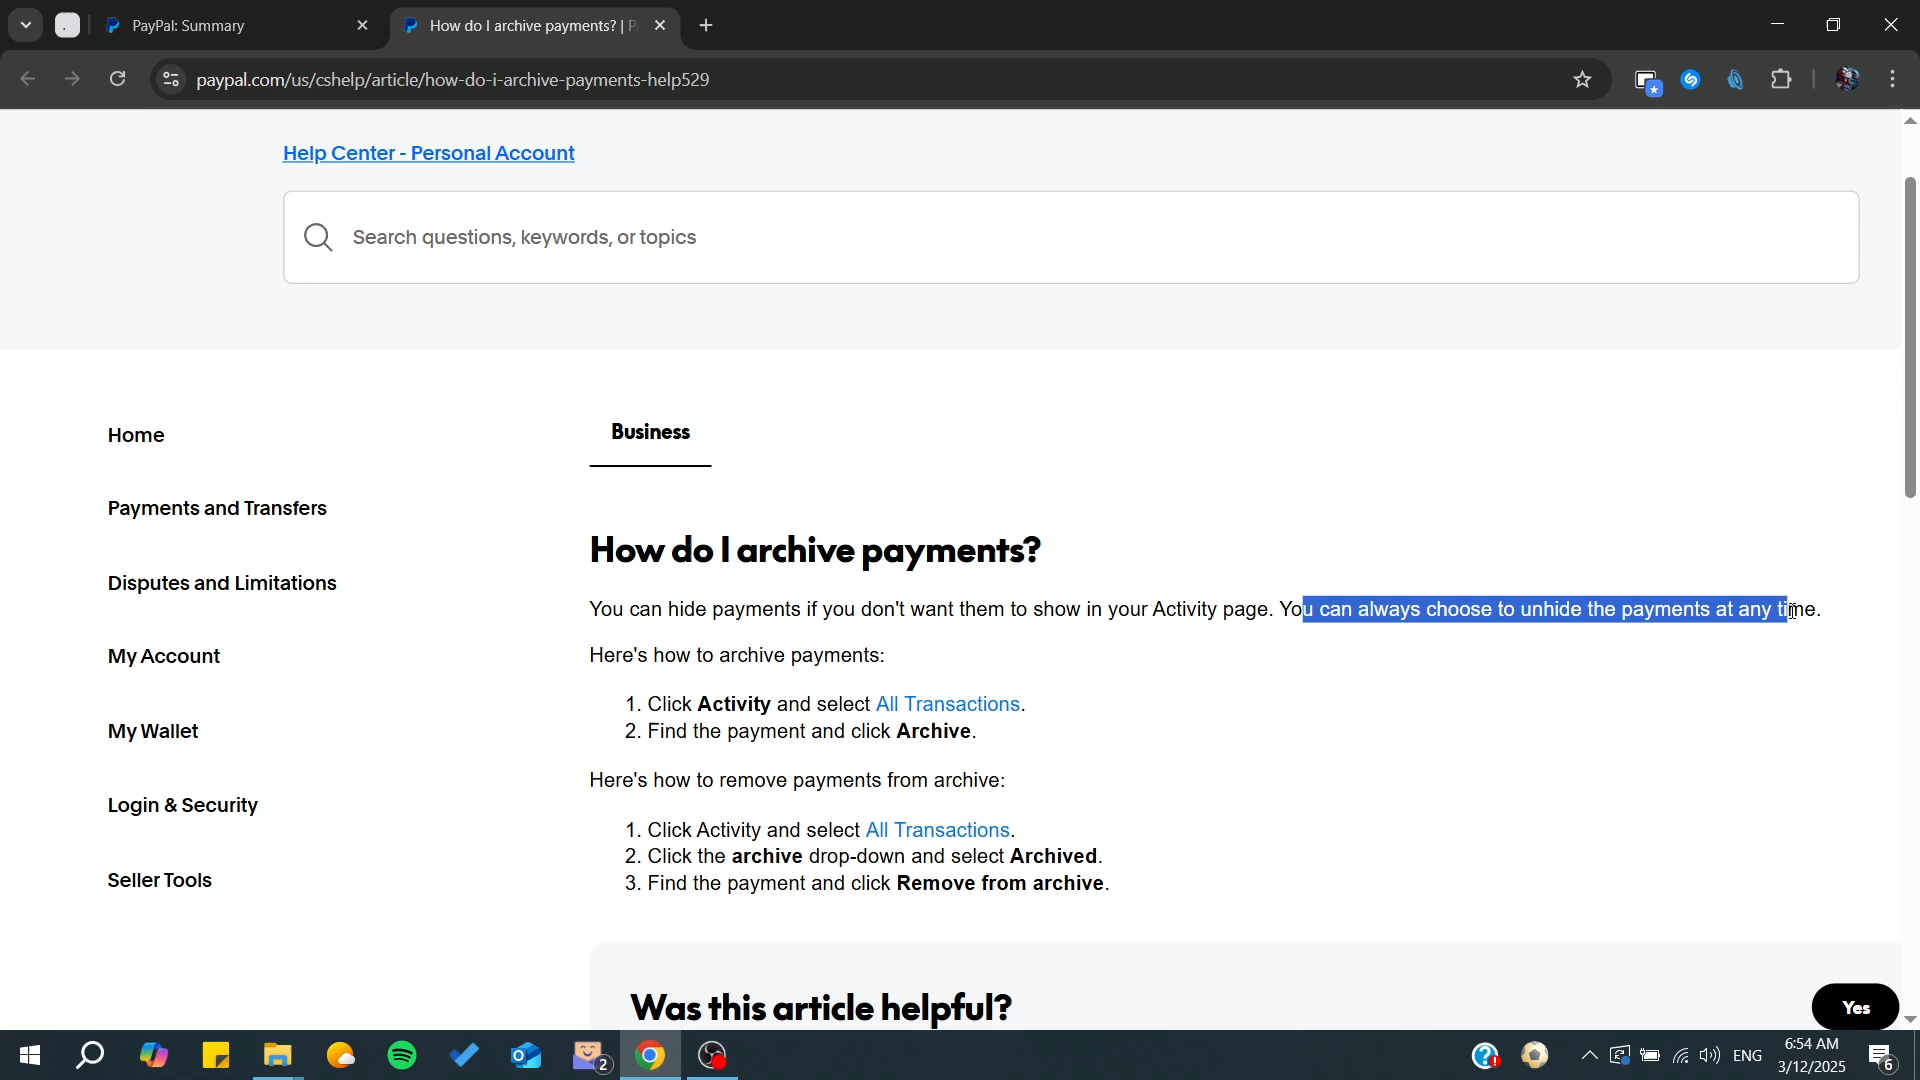 PayPal: Summary
How do I archive payments? | P
paypal.com/us/cshelp/article/how-do-i-archive-payments-help529
Help Center - Personal Account
Search questions, keywords, or topics
Home
Payments and Transfers
Disputes and Limitations
My Account
My Wallet
Login & Security
Seller Tools
Business
How do I archive payments?
You can hide payments if you don't want them to show in your Activity page. You can always choose to unhide the payments at any time.
Here's how to archive payments:
1. Click Activity and select All Transactions.
2. Find the payment and click Archive.
Here's how to remove payments from archive:
1. Click Activity and select All Transactions.
2. Click the archive drop-down and select Archived.
3. Find the payment and click Remove from archive.
Was this article helpful?
Yes
2
ENG
6:54 AM
3/12/2025
6